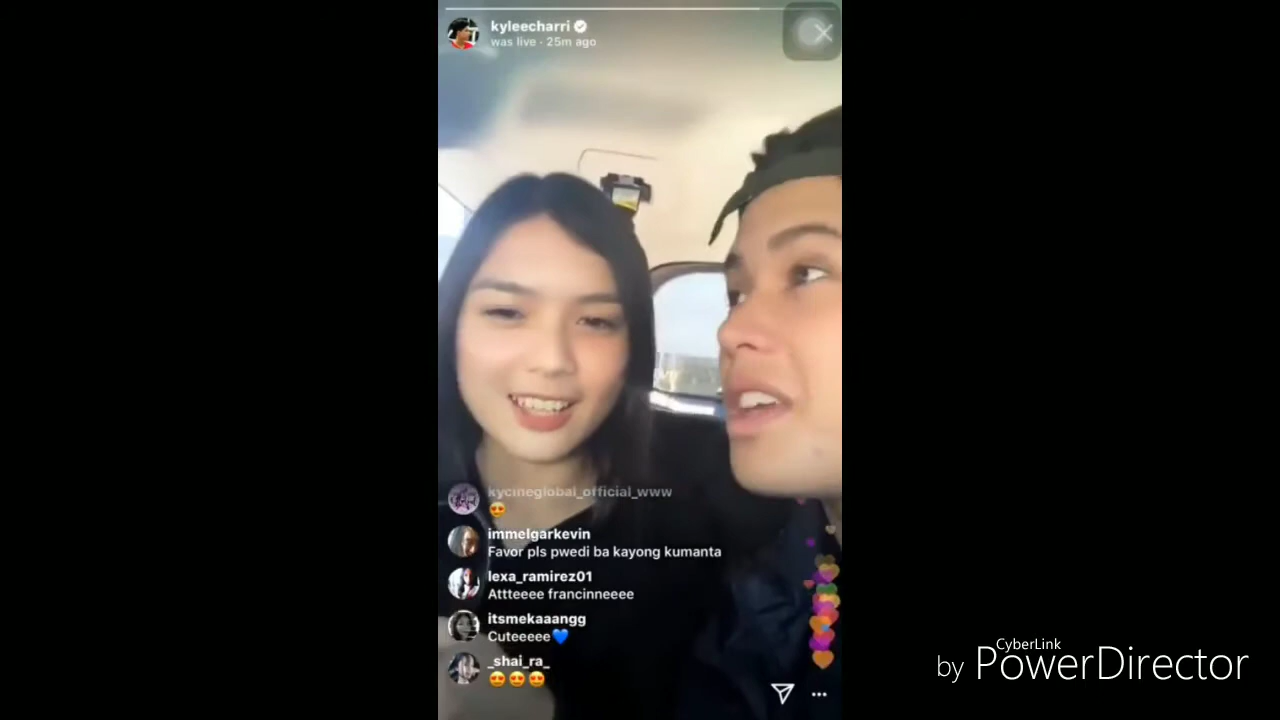 kyleecharri
was live · 25m ago
kycineglobal_official_www
😍
immelgarkevin
Favor pls pwedi ba kayong kumanta
lexa_ramirez01
Attteeee francinneeee
itsmekaaangg
Cuteeeee💙
_shai_ra_
😍😍😍
CyberLink
by PowerDirector